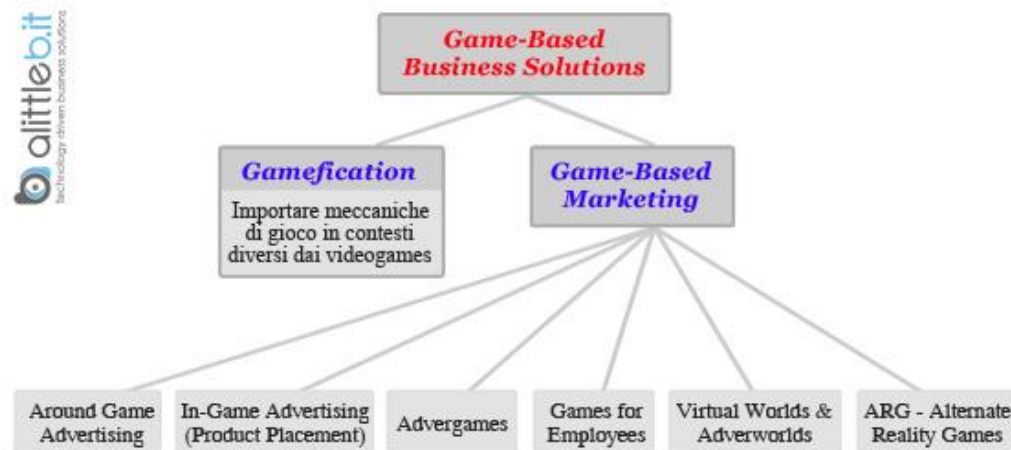 alittleb.it
technology driven business solutions
Game-Based
Business Solutions
Gamefication
Importare meccaniche
di gioco in contesti
diversi dai videogames
Game-Based
Marketing
Around Game
Advertising
In-Game Advertising
(Product Placement)
Advergames
Games for
Employees
Virtual Worlds &
Adverworlds
ARG - Alternate
Reality Games